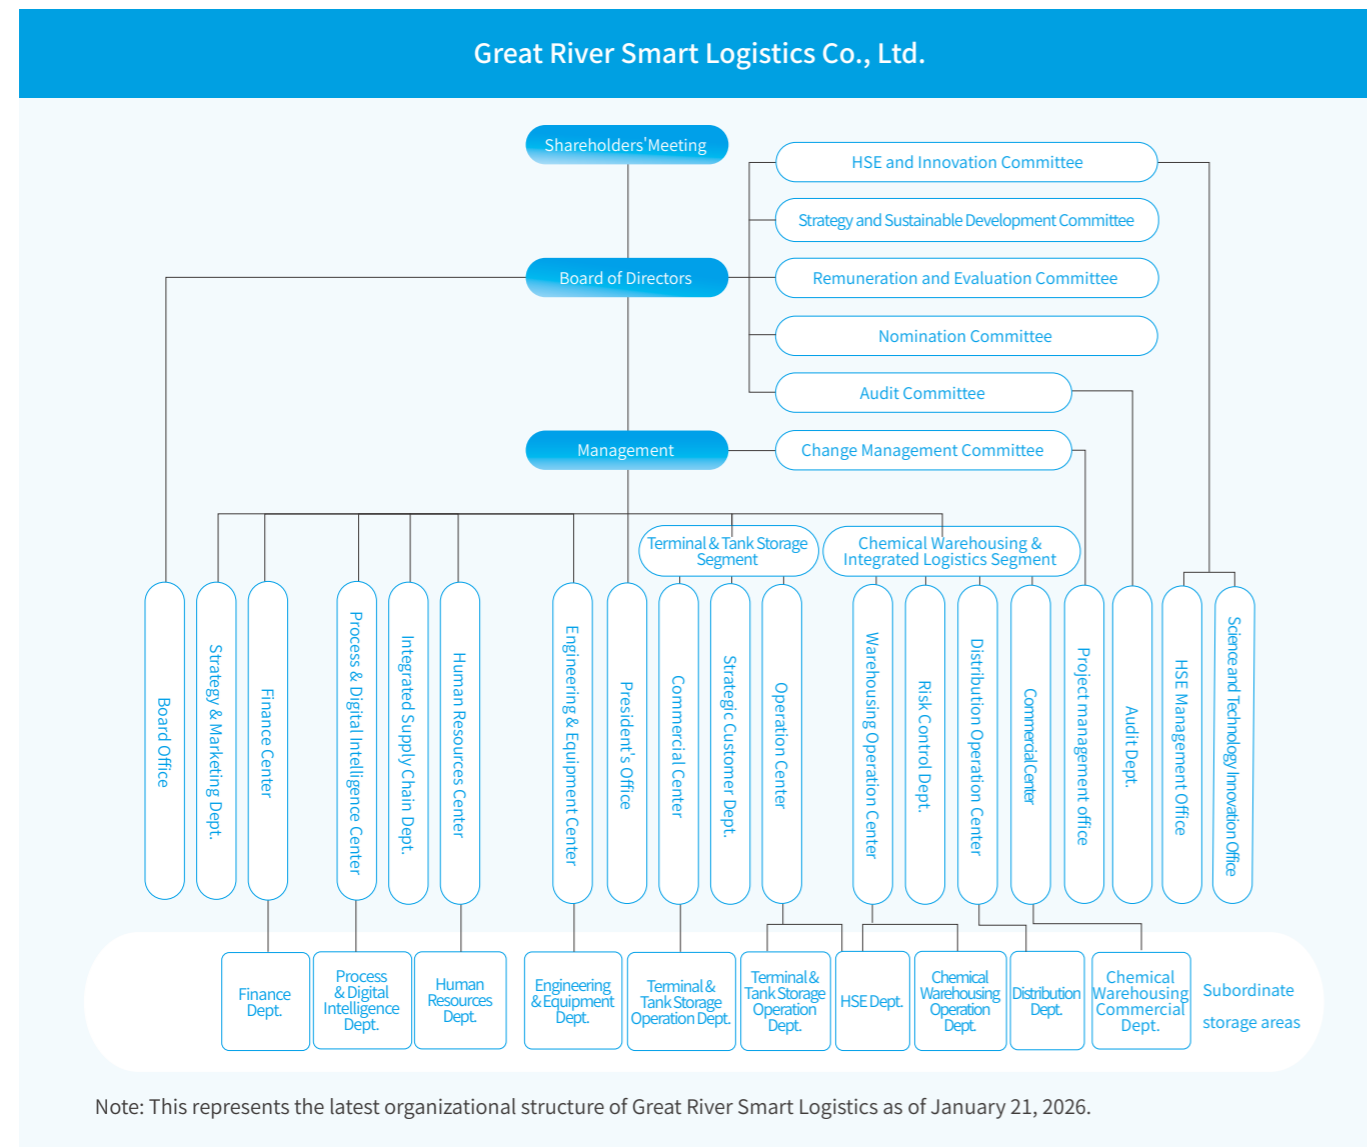 Great River Smart Logistics Co., Ltd.
Shareholders'Meeting
HSE and Innovation Committee
Strategy and Sustainable Development Committee
Board of Directors
Remuneration and Evaluation Committee
Nomination Committee
Audit Committee
Management
Change Management Committee
Terminal & Tank Storage
Segment
Chemical Warehousing &
Integrated Logistics Segment
Board Office
Strategy & Marketing Dept.
Finance Center
Process & Digital Intelligence Center
Integrated Supply Chain Dept.
Human Resources Center
Engineering & Equipment Center
President's Office
Commercial Center
Strategic Customer Dept.
Operation Center
Warehousing Operation Center
Risk Control Dept.
Distribution Operation Center
Commercial Center
Project management office
Audit Dept.
HSE Management Office
Science and Technology Innovation Office
Finance
Dept.
Process
& Digital
Intelligence
Dept.
Human
Resources
Dept.
Engineering
& Equipment
Dept.
Terminal &
Tank Storage
Operation Dept.
Terminal &
Tank Storage
Operation
Dept.
HSE Dept.
Chemical
Warehousing
Operation
Dept.
Distribution
Dept.
Chemical
Warehousing
Commercial
Dept.
Subordinate
storage areas
Note: This represents the latest organizational structure of Great River Smart Logistics as of January 21, 2026.